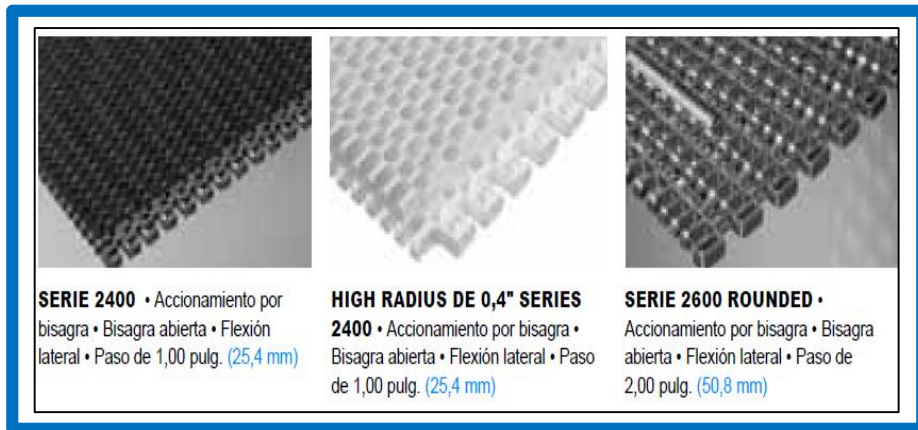 SERIE 2400 • Accionamiento por
bisagra • Bisagra abierta • Flexión
lateral • Paso de 1,00 pulg. (25,4 mm)
HIGH RADIUS DE 0,4" SERIES
2400 • Accionamiento por bisagra •
Bisagra abierta • Flexión lateral • Paso
de 1,00 pulg. (25,4 mm)
SERIE 2600 ROUNDED •
Accionamiento por bisagra • Bisagra
abierta • Flexión lateral • Paso de
2,00 pulg. (50,8 mm)